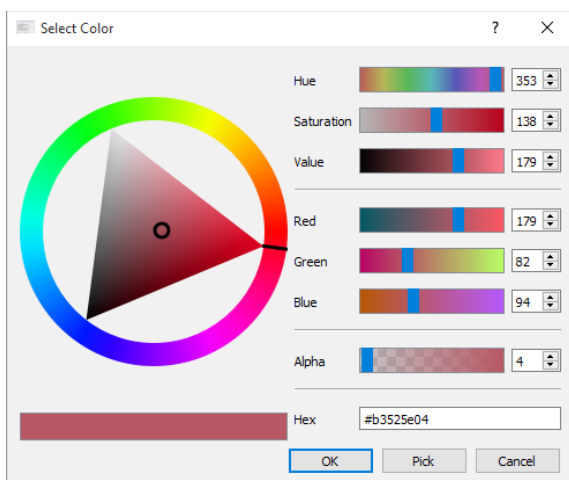 Select Color ? ×
Hue 353
Saturation 138
Value 179
Red 179
Green 82
Blue 94
Alpha 4
Hex #b3525e04
OK Pick Cancel